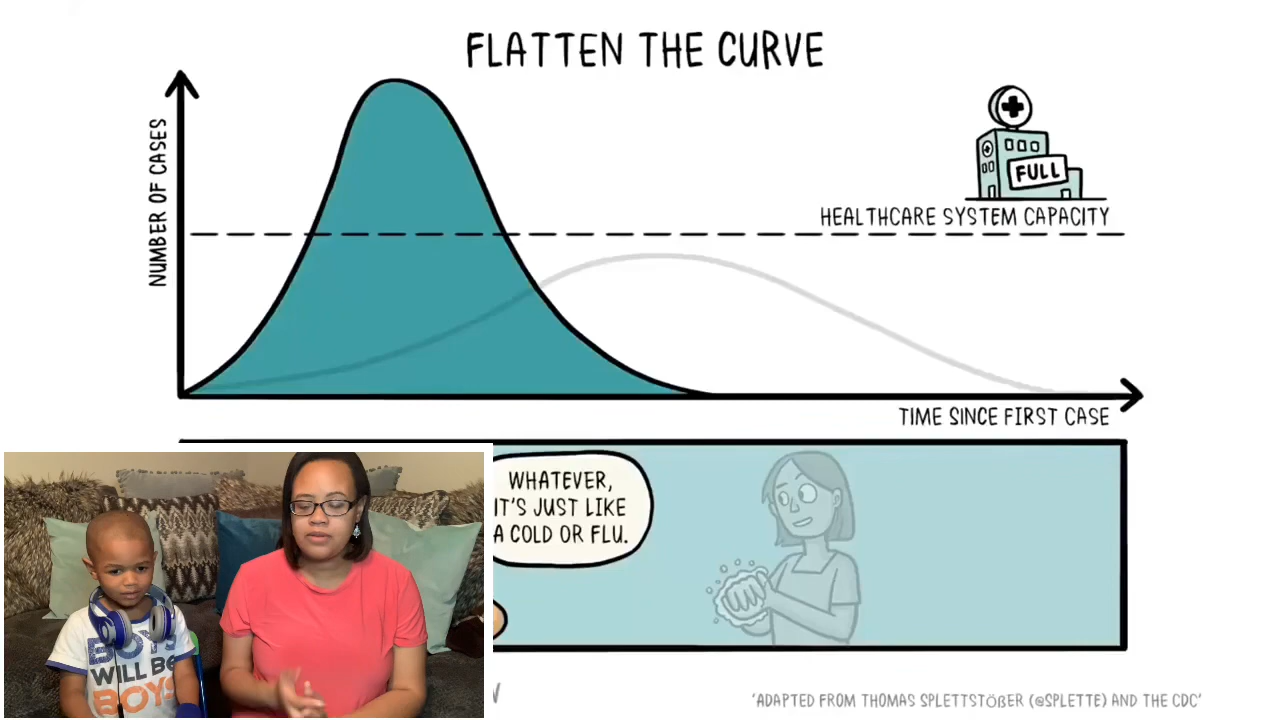 FLATTEN THE CURVE
NUMBER OF CASES
FULL
HEALTHCARE SYSTEM CAPACITY
TIME SINCE FIRST CASE
WHATEVER,
IT'S JUST LIKE
A COLD OR FLU.
BOYS
WILL BE
BOYS
'ADAPTED FROM THOMAS SPLETTSTÖßER (@SPLETTE) AND THE CDC'